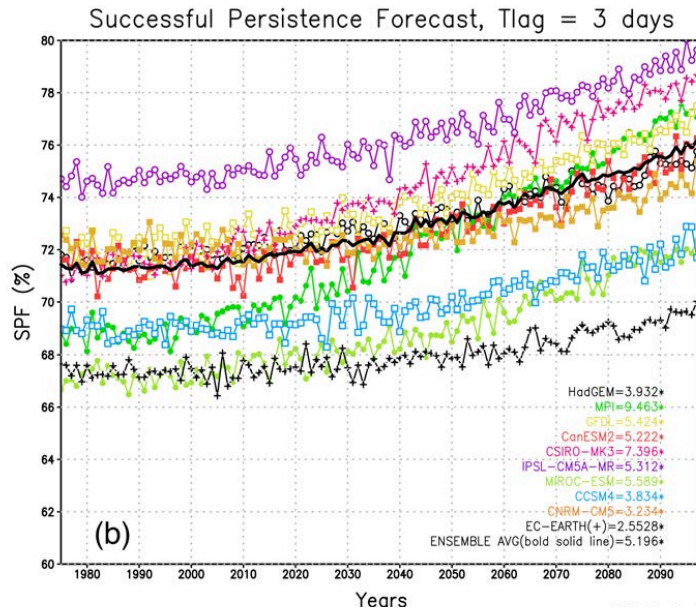 Successful Persistence Forecast, Tlag = 3 days
80
78
76
74
72
70
68
66
64
62
60
SPF (%)
HadGEM=3.932*
MPI=9.463*
GFDL=5.424*
CanESM2=5.222*
CSIRO-MK3=7.396*
IPSL-CM5A-MR=5.312*
MIROC-ESM=5.589*
CCSM4=3.834*
CNRM-CM5=3.234*
EC-EARTH(+)=2.5528*
ENSEMBLE AVG(bold solid line)=5.196*
(b)
1980 1990 2000 2010 2020 2030 2040 2050 2060 2070 2080 2090
Years